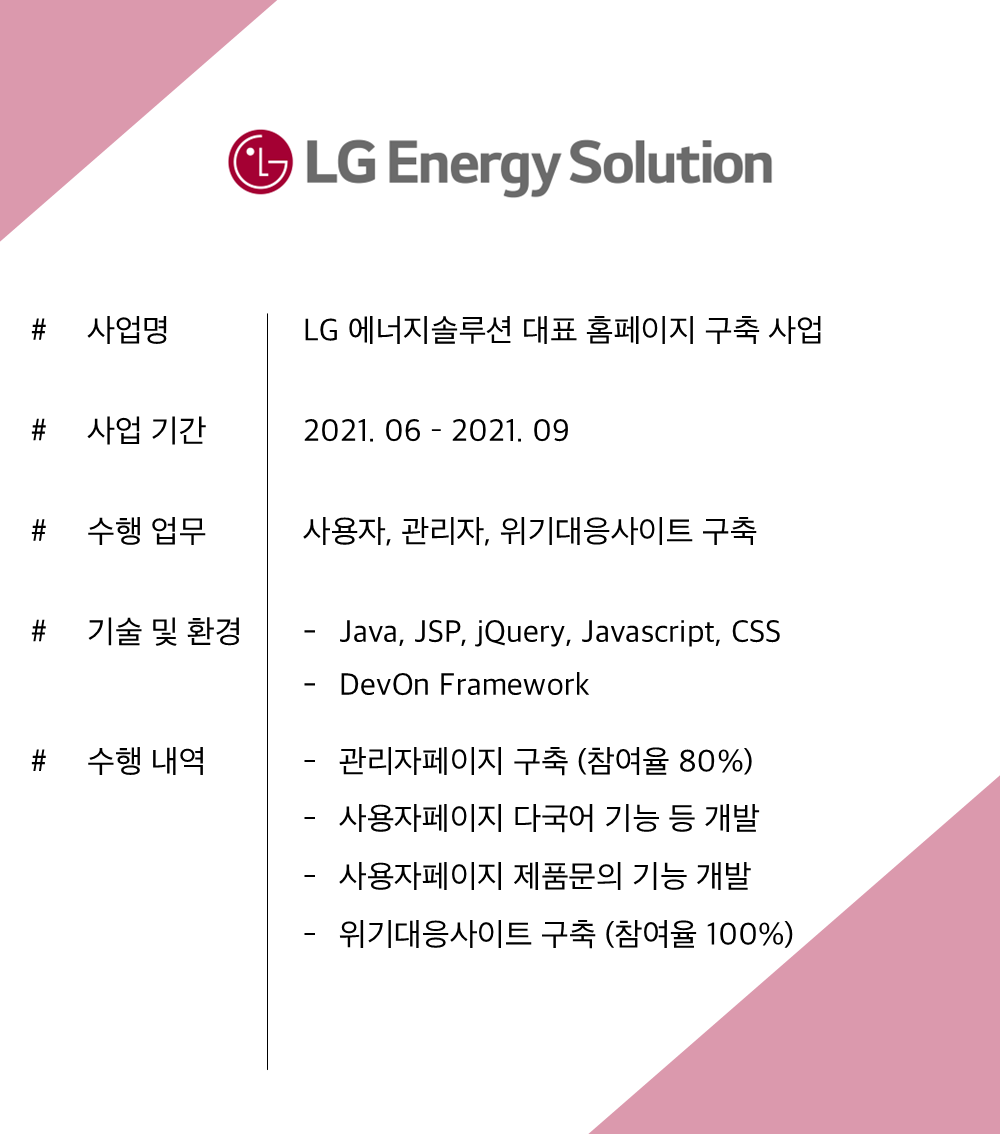 LG Energy Solution
# 사업명 LG 에너지솔루션 대표 홈페이지 구축 사업
# 사업 기간 2021. 06 - 2021. 09
# 수행 업무 사용자, 관리자, 위기대응사이트 구축
# 기술 및 환경 - Java, JSP, jQuery, Javascript, CSS
- DevOn Framework
# 수행 내역 - 관리자페이지 구축 (참여율 80%)
- 사용자페이지 다국어 기능 등 개발
- 사용자페이지 제품문의 기능 개발
- 위기대응사이트 구축 (참여율 100%)